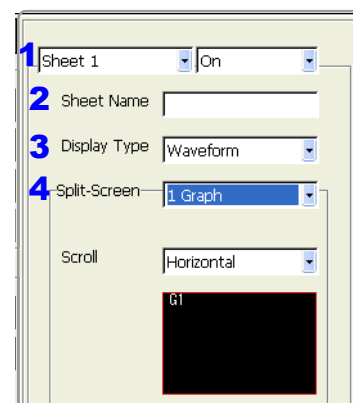 1 Sheet 1 On
2 Sheet Name
3 Display Type Waveform
4 Split-Screen 1 Graph
Scroll Horizontal
G1